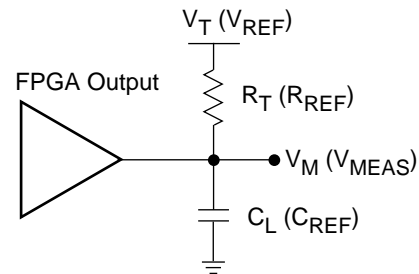 V_T (V_REF)
FPGA Output
R_T (R_REF)
V_M (V_MEAS)
C_L (C_REF)